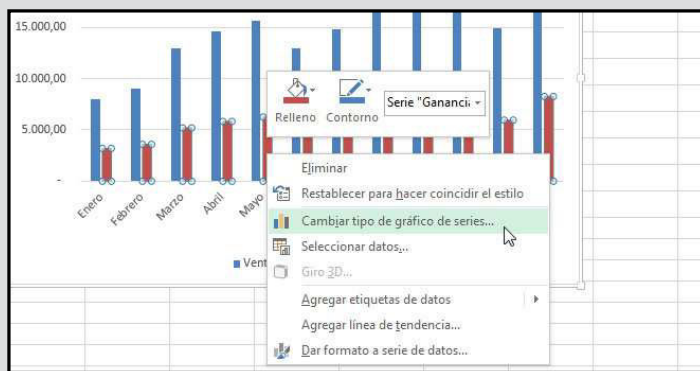 15.000,00
10.000,00
5.000,00
-
Enero
Febrero
Marzo
Abril
Mayo
Relleno
Contorno
Serie "Gananci
Eliminar
Restablecer para hacer coincidir el estilo
Cambiar tipo de gráfico de series...
Seleccionar datos...
Giro 3D...
Agregar etiquetas de datos
Agregar línea de tendencia...
Dar formato a serie de datos...
Vent